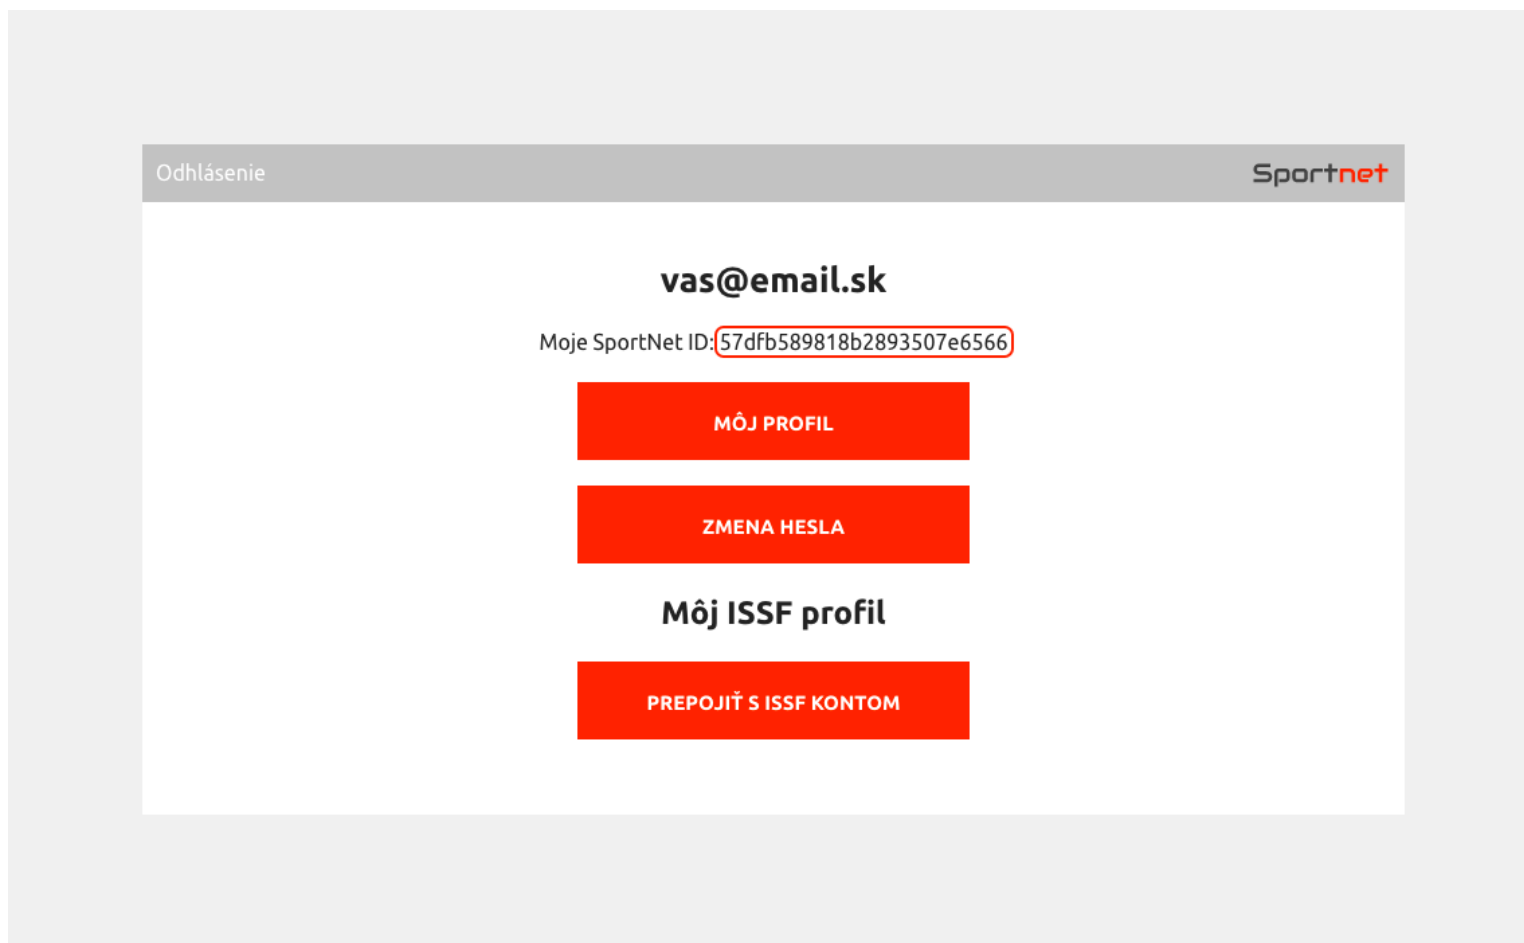 Odhlásenie Sportnet
vas@email.sk
Moje SportNet ID: 57dfb589818b2893507e6566
MÔJ PROFIL
ZMENA HESLA
Môj ISSF profil
PREPOJIŤ S ISSF KONTOM